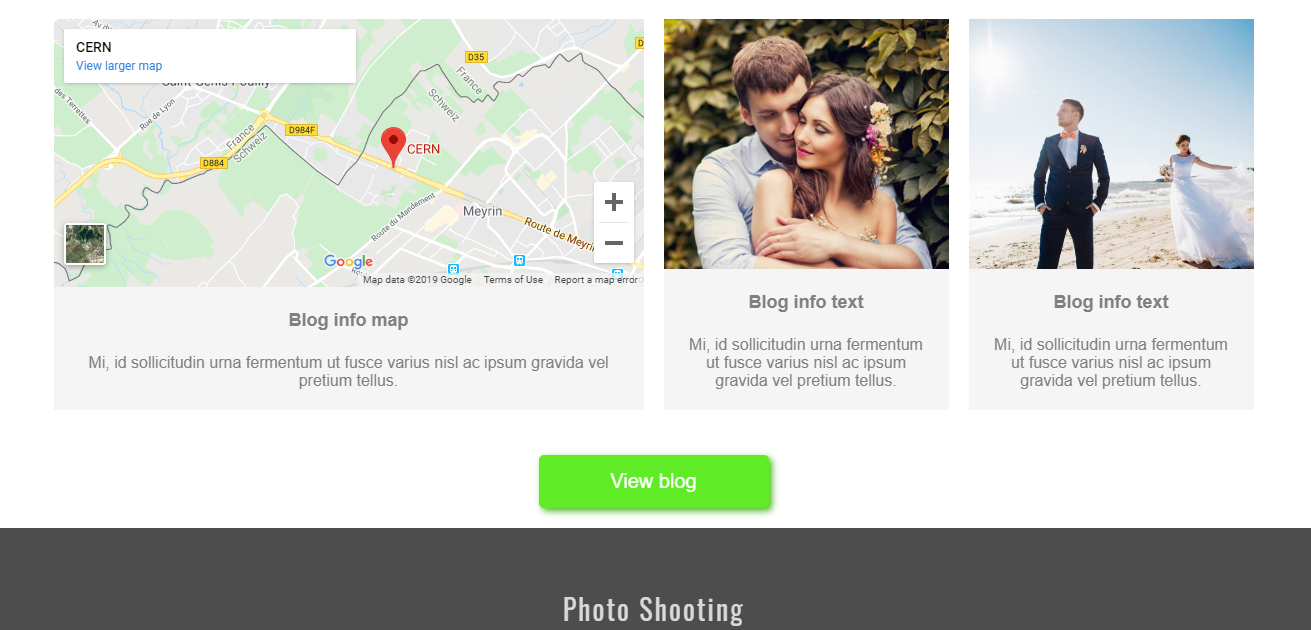 CERN
View larger map
Saint-Genis-Pouilly
Rue de Lyon
D35
France
Schweiz
D984F
France
Schweiz
D884
CERN
Meyrin
Route du Mandement
Route de Meyrin
Google
Map data ©2019 Google Terms of Use Report a map error
Blog info map
Mi, id sollicitudin urna fermentum ut fusce varius nisl ac ipsum gravida vel
pretium tellus.
Blog info text
Mi, id sollicitudin urna fermentum
ut fusce varius nisl ac ipsum
gravida vel pretium tellus.
Blog info text
Mi, id sollicitudin urna fermentum
ut fusce varius nisl ac ipsum
gravida vel pretium tellus.
View blog
Photo Shooting